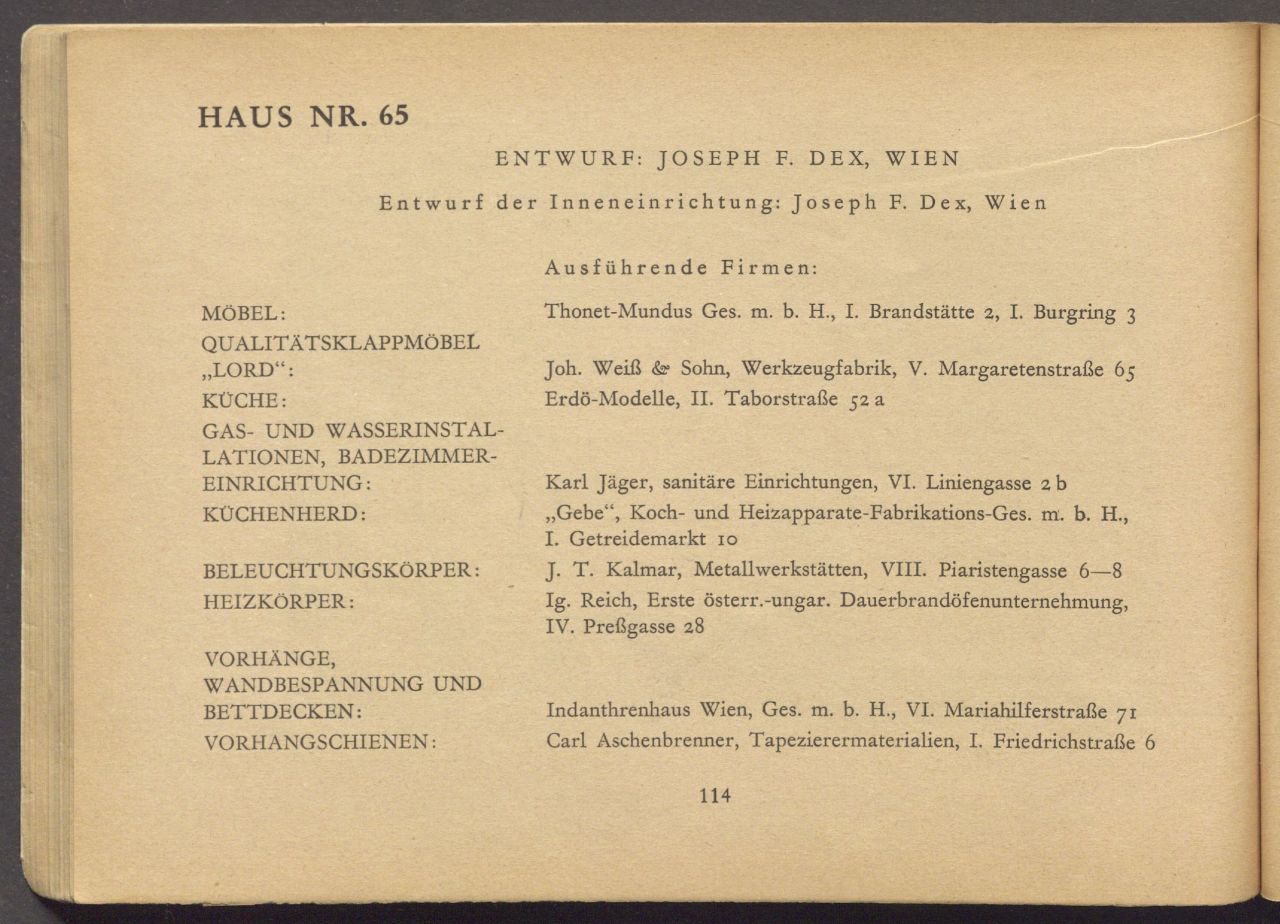 HAUS NR. 65
ENTWURF: JOSEPH F. DEX, WIEN
Entwurf der Inneneinrichtung: Joseph F. Dex, Wien
Ausführende Firmen:
MÖBEL: Thonet-Mundus Ges. m. b. H., I. Brandstätte 2, I. Burgring 3
QUALITÄTSKLAPPMÖBEL
„LORD“: Joh. Weiß & Sohn, Werkzeugfabrik, V. Margaretenstraße 65
KÜCHE: Erdö-Modelle, II. Taborstraße 52 a
GAS- UND WASSERINSTAL-
LATIONEN, BADEZIMMER-
EINRICHTUNG: Karl Jäger, sanitäre Einrichtungen, VI. Liniengasse 2 b
KÜCHENHERD: „Gebe“, Koch- und Heizapparate-Fabrikations-Ges. m. b. H.,
I. Getreidemarkt 10
BELEUCHTUNGSKÖRPER: J. T. Kalmar, Metallwerkstätten, VIII. Piaristengasse 6—8
HEIZKÖRPER: Ig. Reich, Erste österr.-ungar. Dauerbrandöfenunternehmung,
IV. Preßgasse 28
VORHÄNGE,
WANDBESPANNUNG UND
BETTDECKEN: Indanthrenhaus Wien, Ges. m. b. H., VI. Mariahilferstraße 71
VORHANGSCHIENEN: Carl Aschenbrenner, Tapezierermaterialien, I. Friedrichstraße 6
114